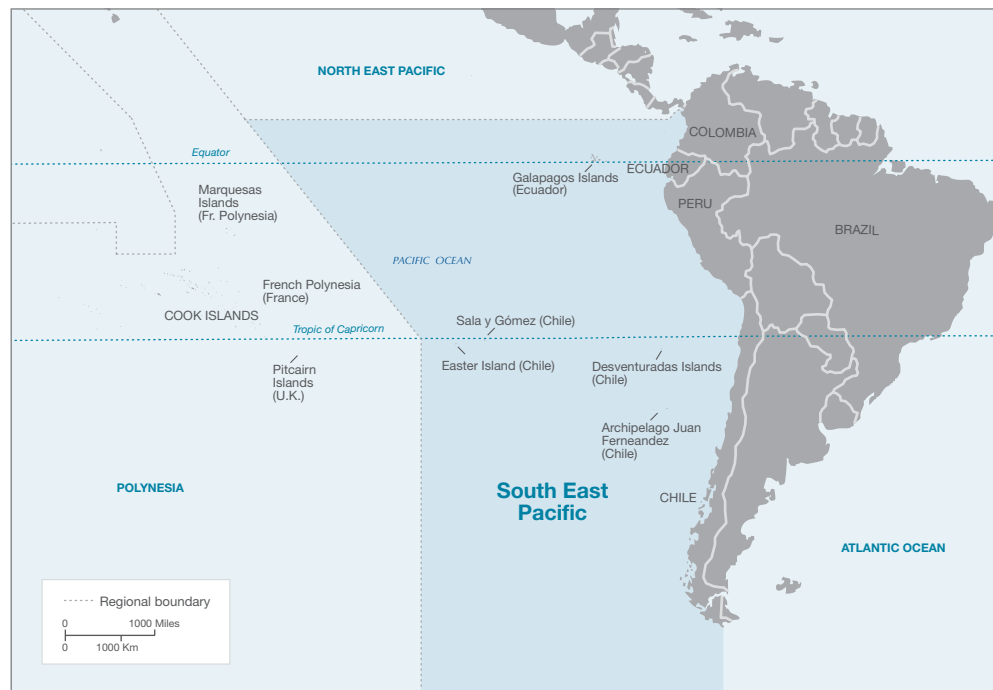 NORTH EAST PACIFIC
COLOMBIA
Equator
Galapagos Islands
(Ecuador)
ECUADOR
Marquesas
Islands
(Fr. Polynesia)
PERU
BRAZIL
PACIFIC OCEAN
French Polynesia
(France)
COOK ISLANDS
Tropic of Capricorn
Sala y Gómez (Chile)
Pitcairn
Islands
(U.K.)
Easter Island (Chile)
Desventuradas Islands
(Chile)
Archipelago Juan
Ferneandez
(Chile)
POLYNESIA
South East
Pacific
CHILE
ATLANTIC OCEAN
Regional boundary
0 1000 Miles
0 1000 Km